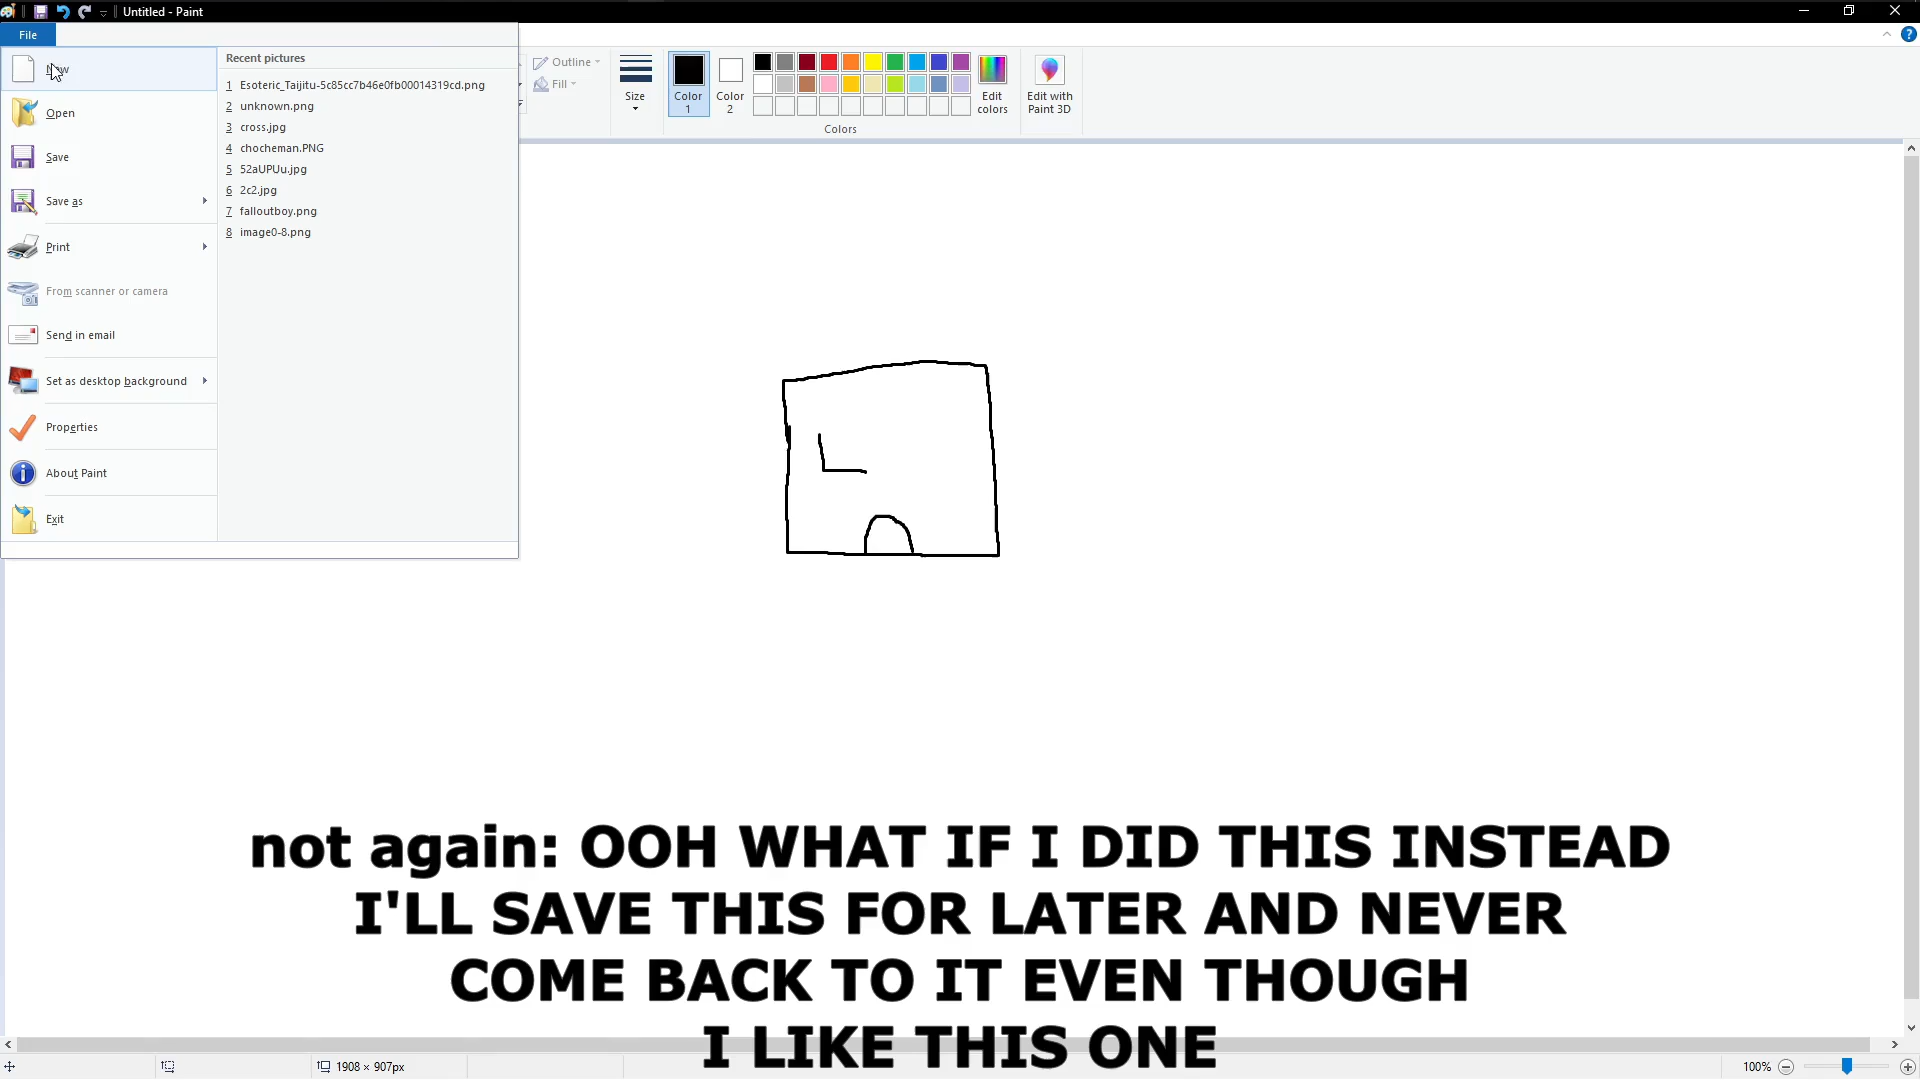 Untitled - Paint
File
New
Open
Save
Save as
Print
From scanner or camera
Send in email
Set as desktop background
Properties
About Paint
Exit
Recent pictures
1 Esoteric_Taijitu-5c85cc7b46e0fb00014319cd.png
2 unknown.png
3 cross.jpg
4 chocheman.PNG
5 52aUPUu.jpg
6 2c2.jpg
7 falloutboy.png
8 image0-8.png
Outline
Fill
Size
Color
1
Color
2
Edit
colors
Edit with
Paint 3D
Colors
not again: OOH WHAT IF I DID THIS INSTEAD
I'LL SAVE THIS FOR LATER AND NEVER
COME BACK TO IT EVEN THOUGH
I LIKE THIS ONE
1908 × 907px
100%